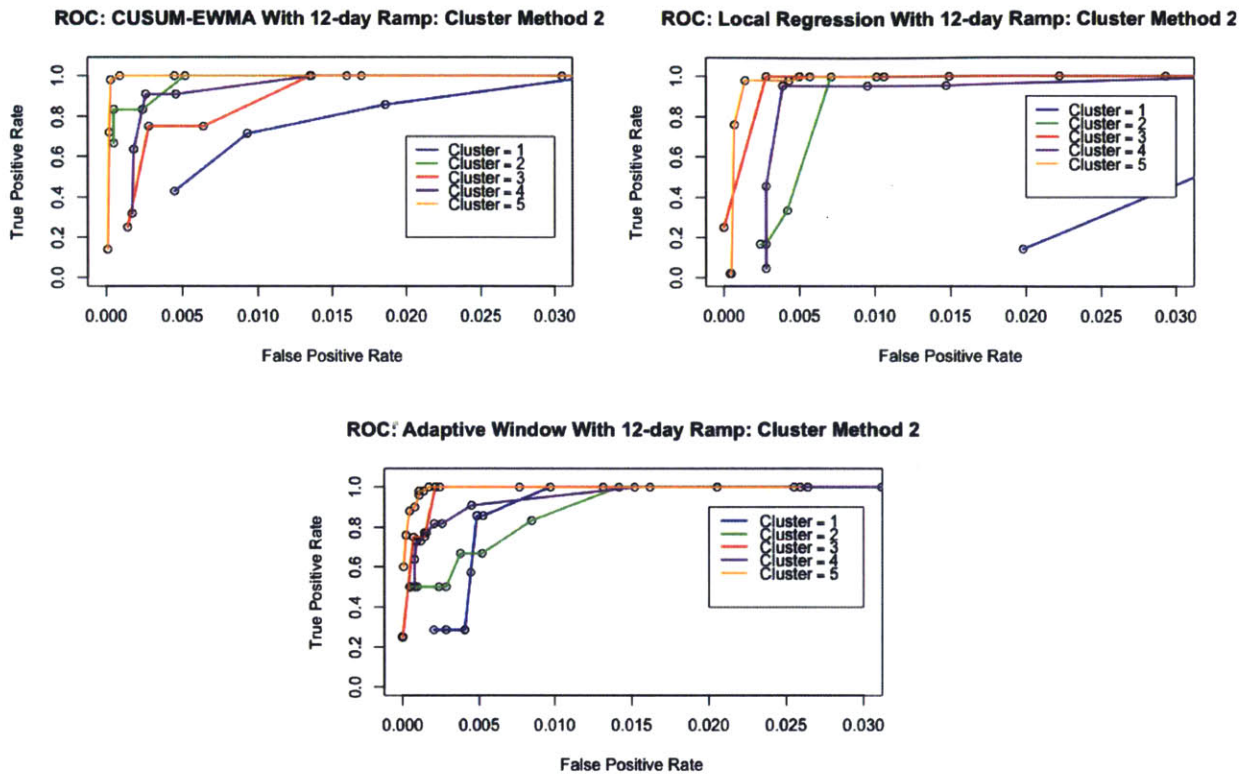 ROC: CUSUM-EWMA With 12-day Ramp: Cluster Method 2
True Positive Rate
1.0
0.8
0.6
0.4
0.2
0.0
Cluster = 1
Cluster = 2
Cluster = 3
Cluster = 4
Cluster = 5
0.000 0.005 0.010 0.015 0.020 0.025 0.030
False Positive Rate
ROC: Local Regression With 12-day Ramp: Cluster Method 2
True Positive Rate
1.0
0.8
0.6
0.4
0.2
0.0
Cluster = 1
Cluster = 2
Cluster = 3
Cluster = 4
Cluster = 5
0.000 0.005 0.010 0.015 0.020 0.025 0.030
False Positive Rate
ROC: Adaptive Window With 12-day Ramp: Cluster Method 2
True Positive Rate
1.0
0.8
0.6
0.4
0.2
0.0
Cluster = 1
Cluster = 2
Cluster = 3
Cluster = 4
Cluster = 5
0.000 0.005 0.010 0.015 0.020 0.025 0.030
False Positive Rate